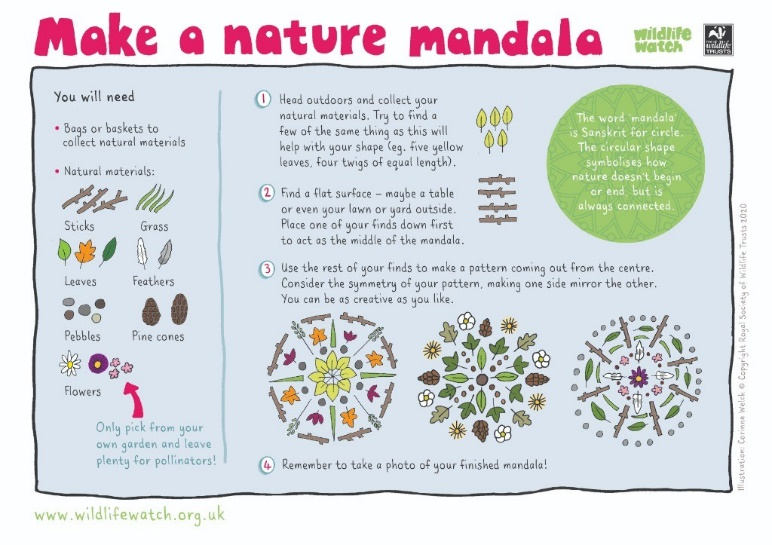 Make a nature mandala
wildlife
watch
THE ROYAL SOCIETY OF
wildlife
TRUSTS
You will need
• Bags or baskets to
collect natural materials
• Natural materials:
Sticks
Grass
Leaves
Feathers
Pebbles
Pine cones
Flowers
Only pick from your
own garden and leave
plenty for pollinators!
1 Head outdoors and collect your
natural materials. Try to find a
few of the same thing as this will
help with your shape (eg. five yellow
leaves, four twigs of equal length).
2 Find a flat surface – maybe a table
or even your lawn or yard outside.
Place one of your finds down first
to act as the middle of the mandala.
3 Use the rest of your finds to make a pattern coming out from the centre.
Consider the symmetry of your pattern, making one side mirror the other.
You can be as creative as you like.
4 Remember to take a photo of your finished mandala!
The word 'mandala'
is Sanskrit for circle.
The circular shape
symbolises how
nature doesn't begin
or end, but is
always connected.
Illustration: Corinne Welch © Copyright Royal Society of Wildlife Trusts 2020
www.wildlifewatch.org.uk